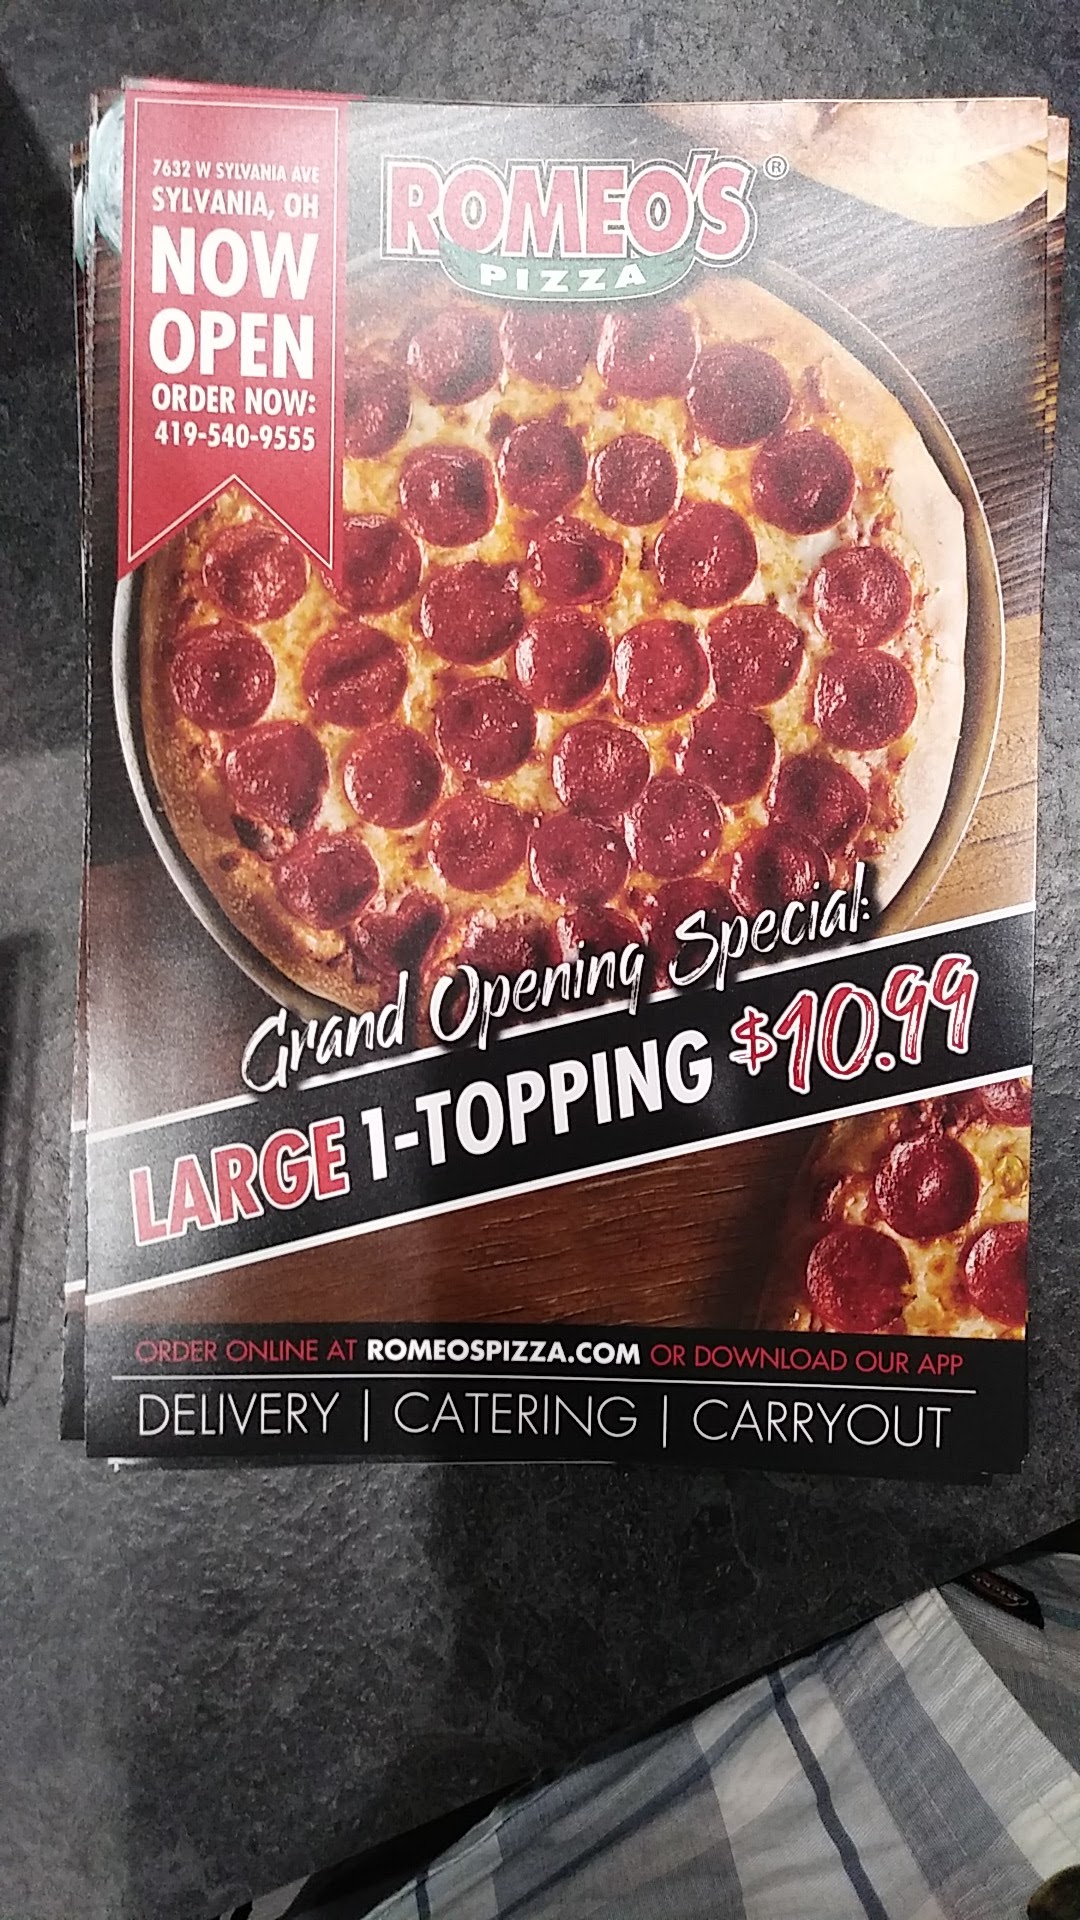 7632 W SYLVANIA AVE
SYLVANIA, OH
NOW
OPEN
ORDER NOW:
419-540-9555
ROMEO'S®
PIZZA
Grand Opening Special:
LARGE 1-TOPPING $10.99
ORDER ONLINE AT ROMEOSPIZZA.COM OR DOWNLOAD OUR APP
DELIVERY | CATERING | CARRYOUT